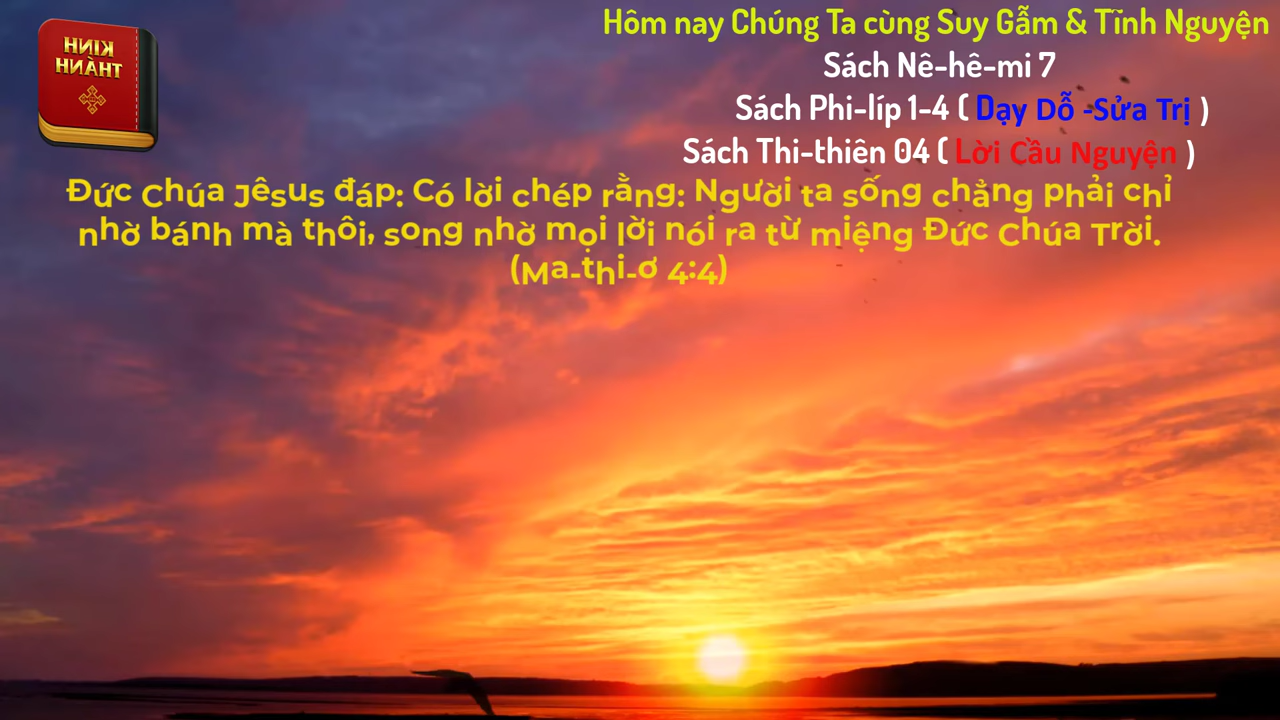 KINH
THÀNH
Hôm nay Chúng Ta cùng Suy Gẫm & Tĩnh Nguyện
Sách Nê-hê-mi 7
Sách Phi-líp 1-4 ( Dạy Dỗ -Sửa Trị )
Sách Thi-thiên 04 ( Lời Cầu Nguyện )
Đức Chúa Jêsus đáp: Có lời chép rằng: Người ta sống chẳng phải chỉ
nhờ bánh mà thôi, song nhờ mọi lời nói ra từ miệng Đức Chúa Trời.
(Ma-thi-ơ 4:4)